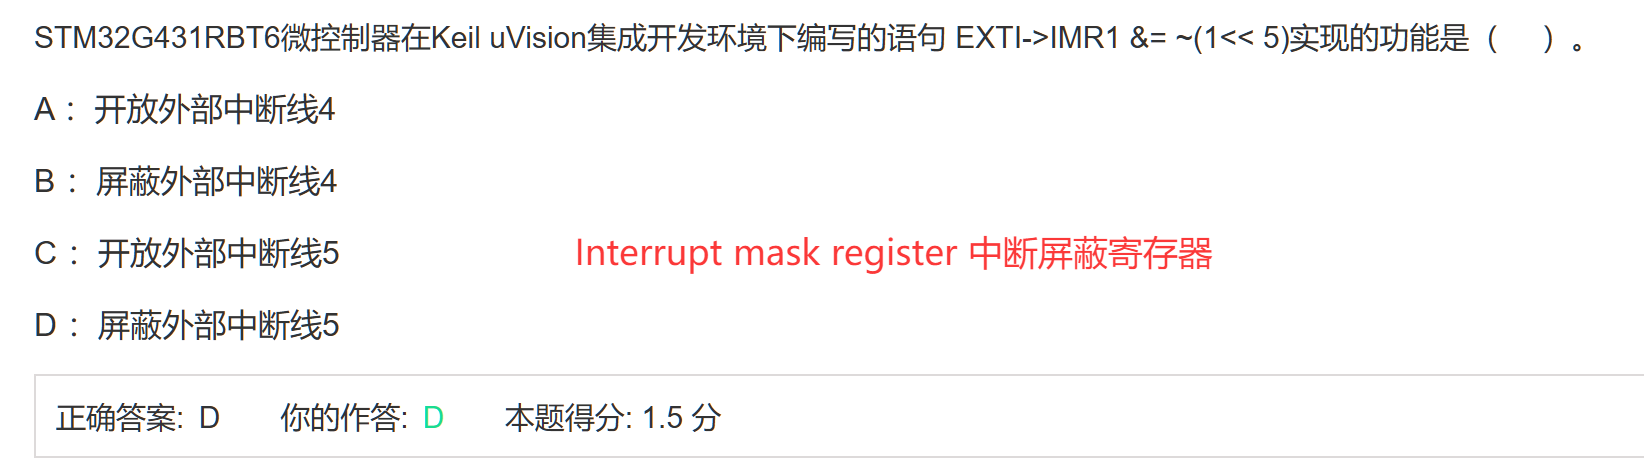 STM32G431RBT6微控制器在Keil uVision集成开发环境下编写的语句 EXTI->IMR1 &= ~(1<< 5)实现的功能是（　）。
A： 开放外部中断线4
B： 屏蔽外部中断线4
C： 开放外部中断线5
Interrupt mask register 中断屏蔽寄存器
D： 屏蔽外部中断线5
正确答案: D 你的作答: D 本题得分: 1.5 分